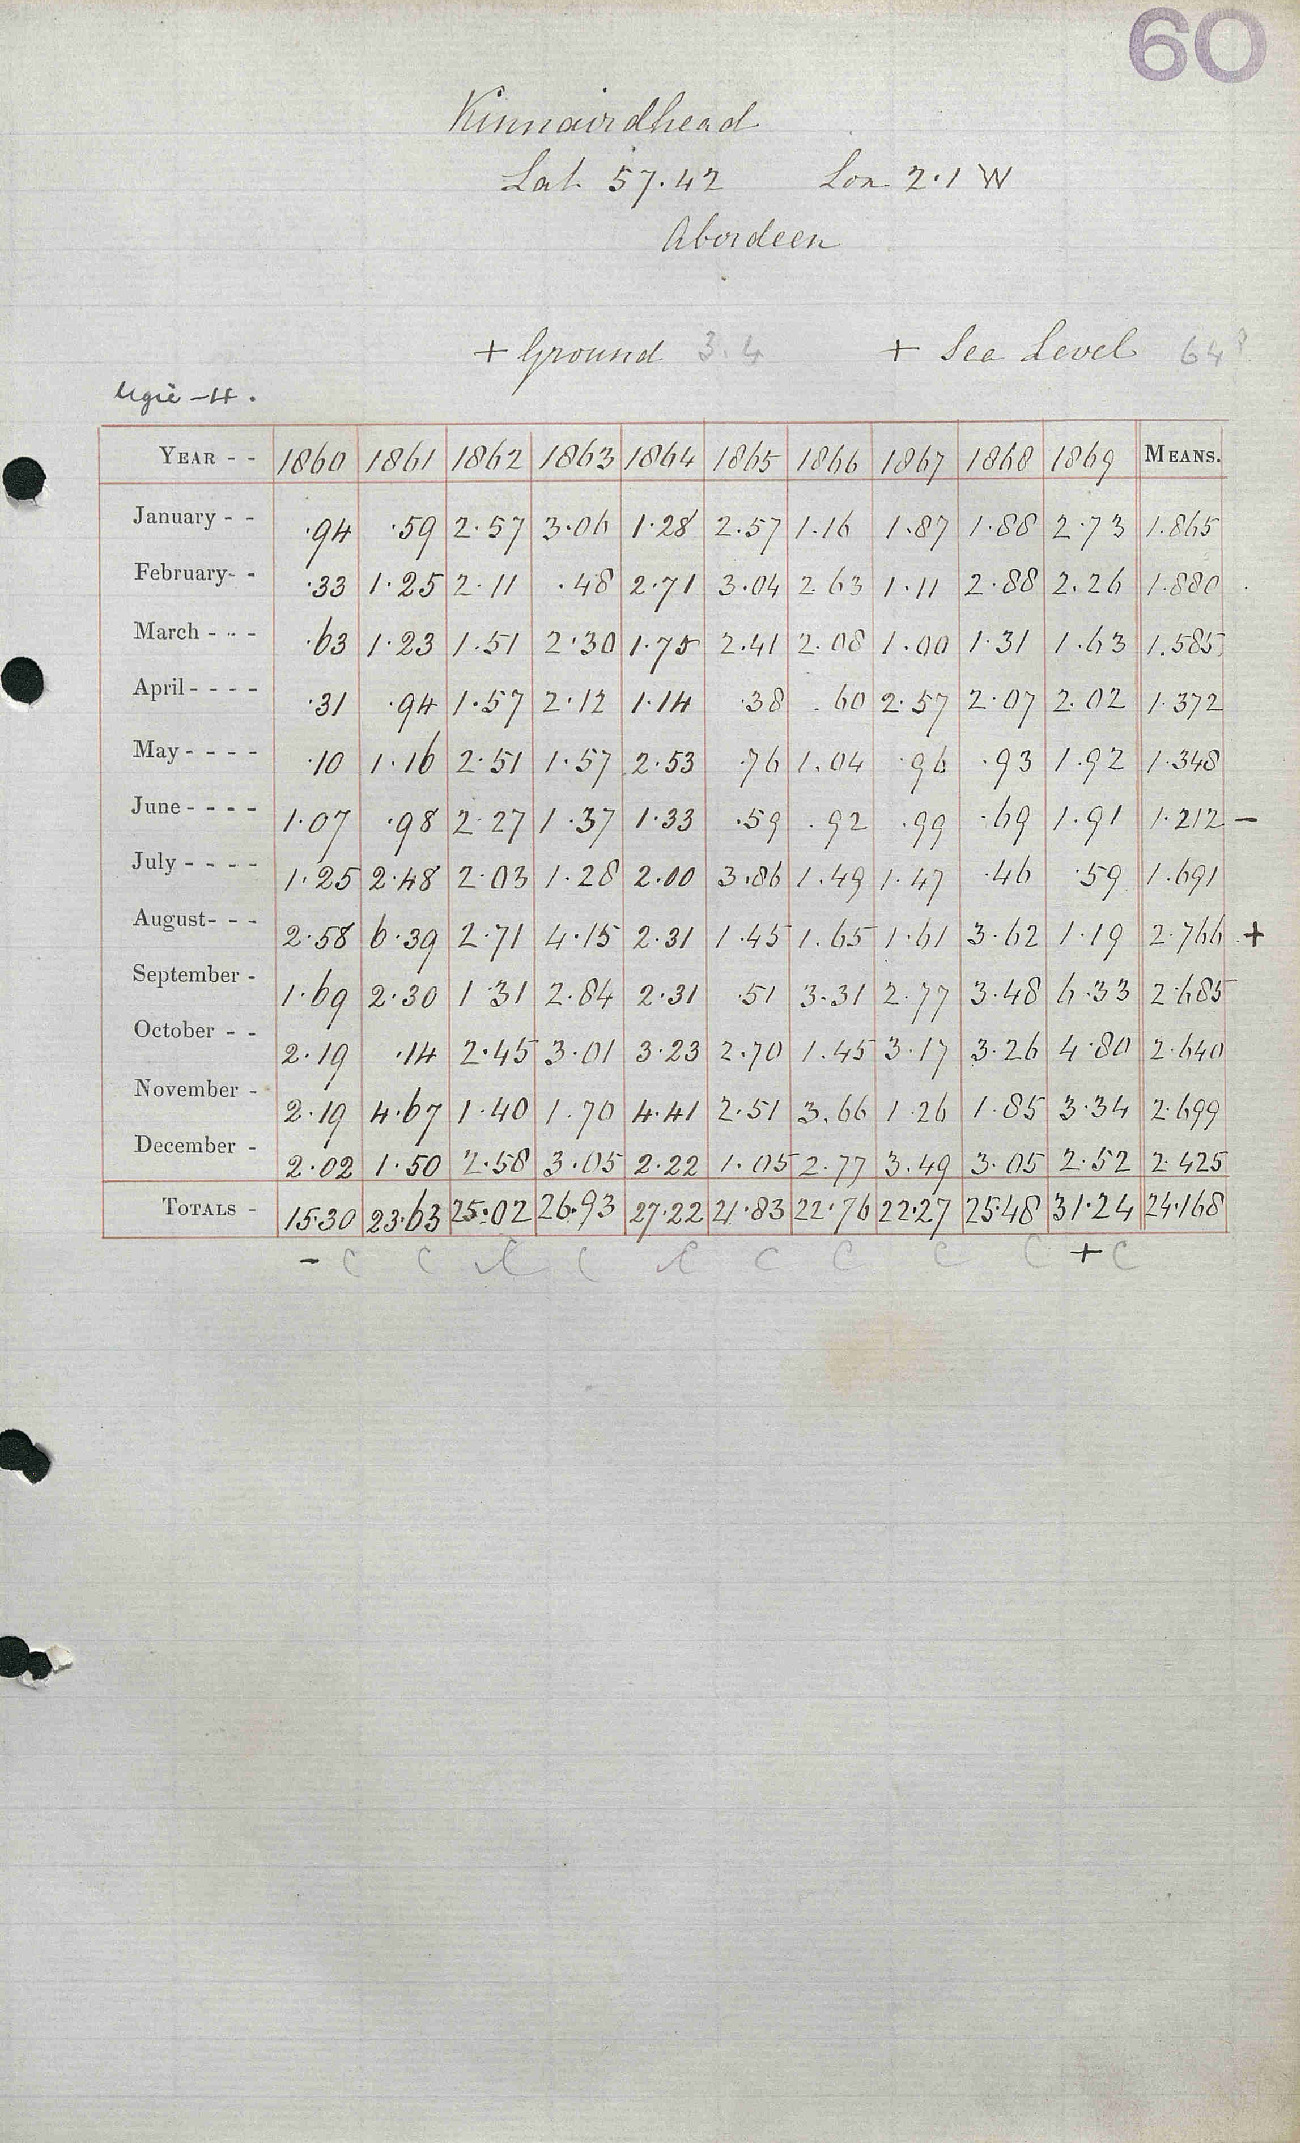 60
Kinnairdhead
Lat. 57.42 Lon 2.1 W
Aberdeen
+ Ground 3.4 + Sea Level 64
Ugie - H.
YEAR - - 1860 1861 1862 1863 1864 1865 1866 1867 1868 1869 MEANS.
January - - ·94 ·59 2·57 3·06 1·28 2·57 1·16 1·87 1·88 2·73 1·865
February- - ·33 1·25 2·11 ·48 2·71 3·04 2·63 1·11 2·88 2·26 1·880
March - - - ·63 1·23 1·51 2·30 1·75 2·41 2·08 1·00 1·31 1·63 1·585
April - - - - ·31 ·94 1·57 2·12 1·14 ·38 ·60 2·57 2·07 2·02 1·372
May - - - - ·10 1·16 2·51 1·57 2·53 ·76 1·04 ·96 ·93 1·92 1·348
June - - - - 1·07 ·98 2·27 1·37 1·33 ·59 ·92 ·99 ·69 1·91 1·212 -
July - - - - 1·25 2·48 2·03 1·28 2·00 3·86 1·49 1·47 ·46 ·59 1·691
August- - - 2·58 6·39 2·71 4·15 2·31 1·45 1·65 1·61 3·62 1·19 2·766 +
September - 1·69 2·30 1·31 2·84 2·31 ·51 3·31 2·77 3·48 6·33 2·685
October - - 2·19 ·14 2·45 3·01 3·23 2·70 1·45 3·17 3·26 4·80 2·640
November - 2·19 4·67 1·40 1·70 4·41 2·51 3·66 1·26 1·85 3·34 2·699
December - 2·02 1·50 2·58 3·05 2·22 1·05 2·77 3·49 3·05 2·52 2·425
TOTALS - 15·30 23·63 25·02 26·93 27·22 21·83 22·76 22·27 25·48 31·24 24·168
- C C C C C C C C C + C